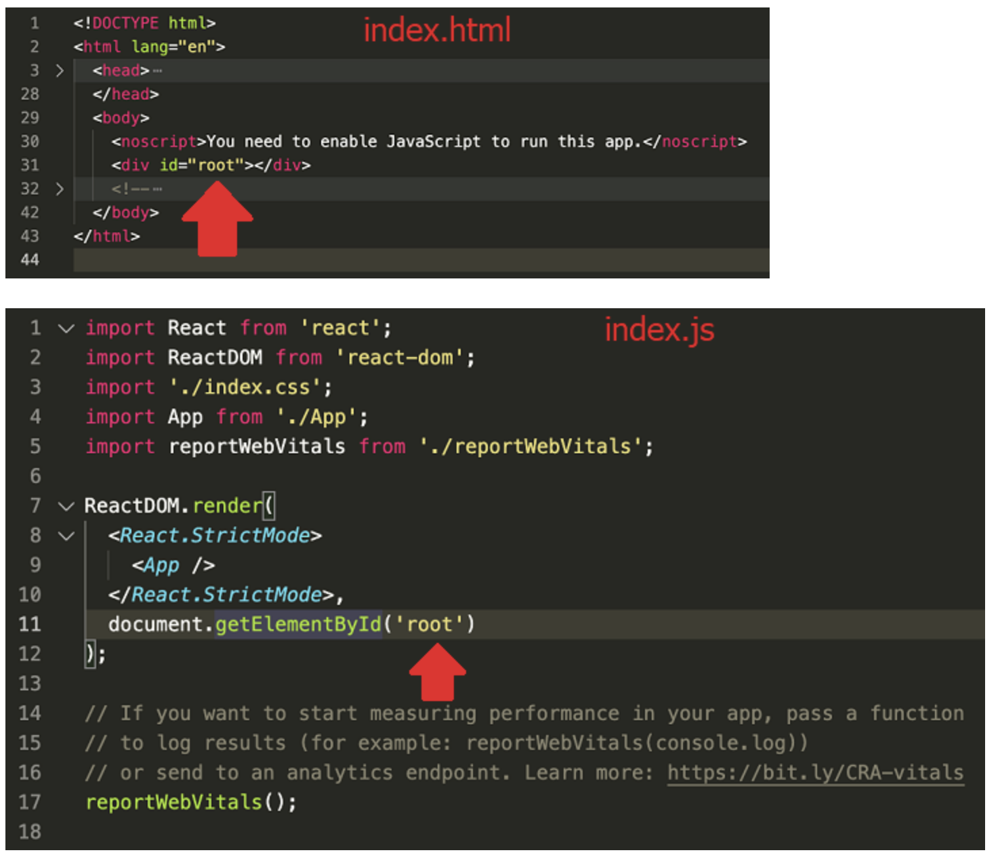 index.html
1 <!DOCTYPE html>
2 <html lang="en">
3 > <head>…
28 </head>
29 <body>
30 <noscript>You need to enable JavaScript to run this app.</noscript>
31 <div id="root"></div>
32 > <!--…
42 </body>
43 </html>
44
index.js
1 import React from 'react';
2 import ReactDOM from 'react-dom';
3 import './index.css';
4 import App from './App';
5 import reportWebVitals from './reportWebVitals';
6
7 ReactDOM.render(
8 <React.StrictMode>
9 <App />
10 </React.StrictMode>,
11 document.getElementById('root')
12 );
13
14 // If you want to start measuring performance in your app, pass a function
15 // to log results (for example: reportWebVitals(console.log))
16 // or send to an analytics endpoint. Learn more: https://bit.ly/CRA-vitals
17 reportWebVitals();
18